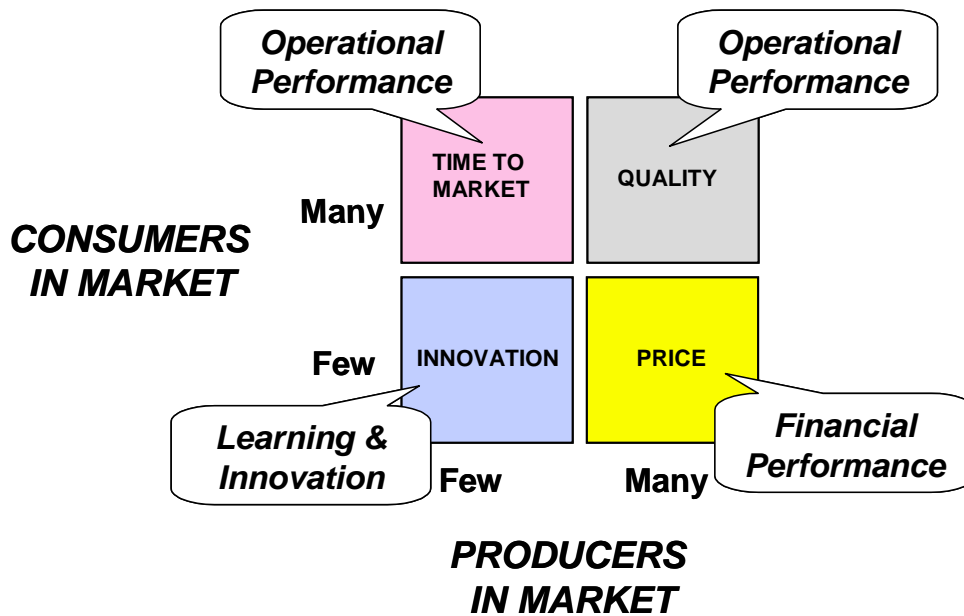 Operational
Performance
Operational
Performance
TIME TO
MARKET
QUALITY
Many
CONSUMERS
IN MARKET
Few
INNOVATION
PRICE
Learning &
Innovation
Financial
Performance
Few
Many
PRODUCERS
IN MARKET